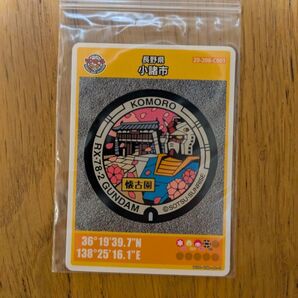 長野県
小諸市
20-208-C001
KOMORO
懐古園
RX-78-2 GUNDAM
©SOTSU·SUNRISE
36°19'39.7"N
138°25'16.1"E